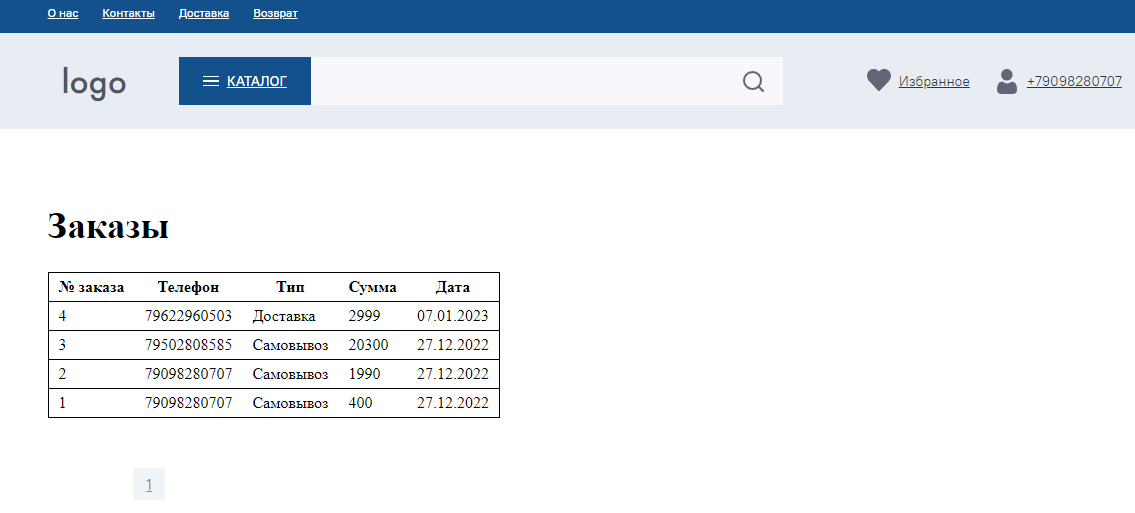 О нас Контакты Доставка Возврат
logo КАТАЛОГ Избранное +79098280707
Заказы
№ заказа Телефон Тип Сумма Дата
4 79622960503 Доставка 2999 07.01.2023
3 79502808585 Самовывоз 20300 27.12.2022
2 79098280707 Самовывоз 1990 27.12.2022
1 79098280707 Самовывоз 400 27.12.2022
1